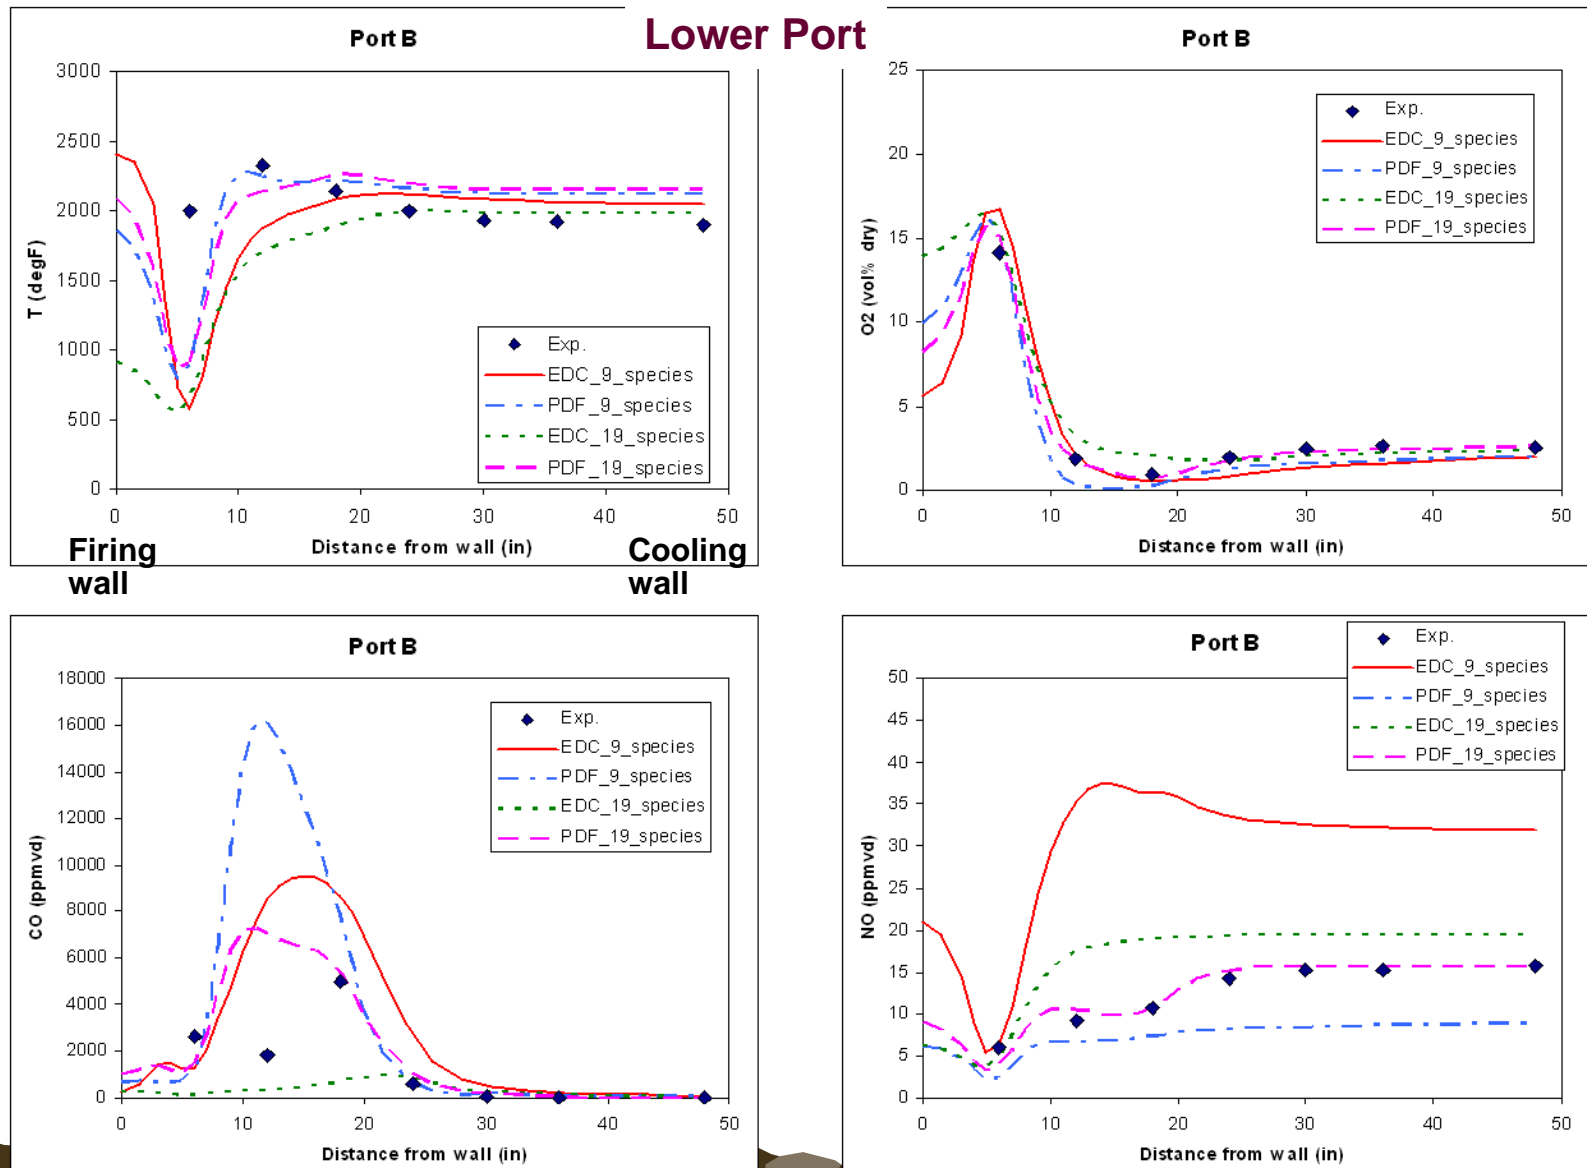 Lower Port
Port B
3000
2500
2000
1500
1000
500
0
T (degF)
Exp.
EDC_9_species
PDF_9_species
EDC_19_species
PDF_19_species
0 10 20 30 40 50
Distance from wall (in)
Firing
wall
Cooling
wall
Port B
25
20
15
10
5
0
O2 (vol% dry)
Exp.
EDC_9_species
PDF_9_species
EDC_19_species
PDF_19_species
0 10 20 30 40 50
Distance from wall (in)
Port B
18000
16000
14000
12000
10000
8000
6000
4000
2000
0
CO (ppmvd)
Exp.
EDC_9_species
PDF_9_species
EDC_19_species
PDF_19_species
0 10 20 30 40 50
Distance from wall (in)
Port B
50
45
40
35
30
25
20
15
10
5
0
NO (ppmvd)
Exp.
EDC_9_species
PDF_9_species
EDC_19_species
PDF_19_species
0 10 20 30 40 50
Distance from wall (in)